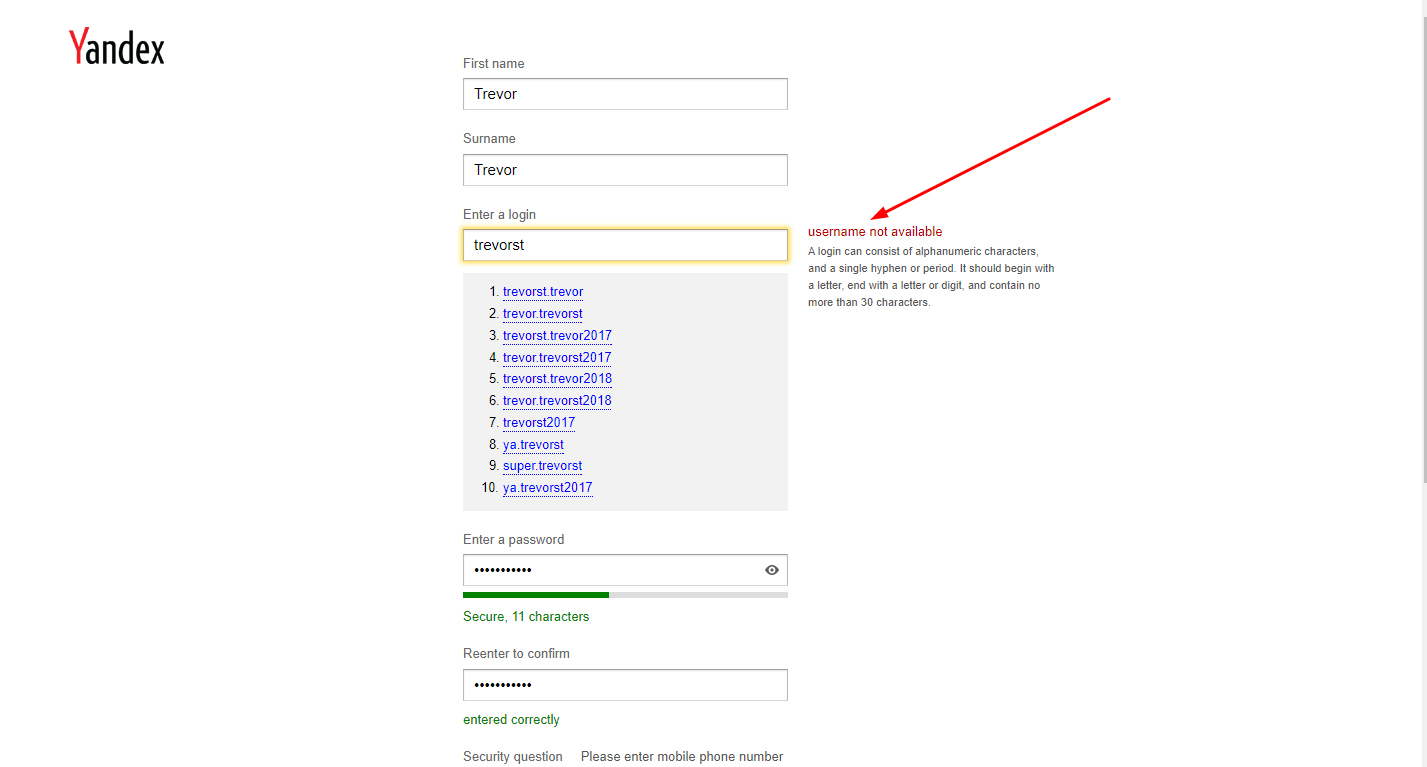 Yandex
First name
Trevor
Surname
Trevor
Enter a login
trevorst
username not available
A login can consist of alphanumeric characters,
and a single hyphen or period. It should begin with
a letter, end with a letter or digit, and contain no
more than 30 characters.
1. trevorst.trevor
2. trevor.trevorst
3. trevorst.trevor2017
4. trevor.trevorst2017
5. trevorst.trevor2018
6. trevor.trevorst2018
7. trevorst2017
8. ya.trevorst
9. super.trevorst
10. ya.trevorst2017
Enter a password
•••••••••••
Secure, 11 characters
Reenter to confirm
•••••••••••
entered correctly
Security question Please enter mobile phone number